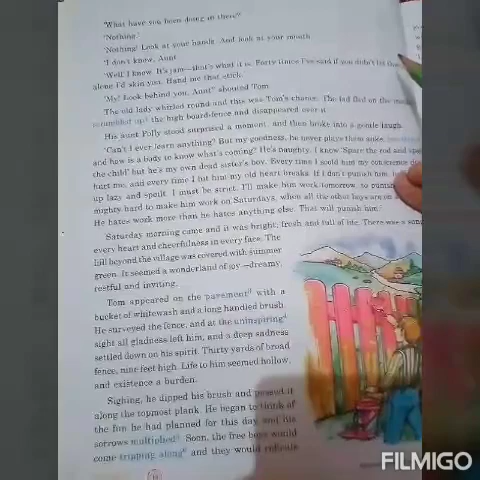 'What have you been doing in there?'
'Nothing.'
'Nothing! Look at your hands. And look at your mouth
'I don't know, Aunt
'Well I know. It's jam—that's what it is. Forty times I've said if you didn't let the
alone I'd skin you. Hand me that stick.'
'My! Look behind you, Aunt!' shouted Tom.
The old lady whirled round and this was Tom's chance. The lad fled on the
scrambled up the high board-fence and disappeared over it.
His aunt Polly stood surprised a moment, and then broke into a gentle laugh.
'Can't I ever learn anything? But my goodness, he never plays them alike,
and how is a body to know what's coming? He's naughty, I know. 'Spare the rod and
the child' but he's my own dead sister's boy. Every time I scold him my conscience
hurt me, and every time I hit him my old heart breaks. If I don't punish him,
up lazy and spoilt. I must be strict. I'll make him work tomorrow, to punish
mighty hard to make him work on Saturdays, when all the other boys are on
He hates work more than he hates anything else. That will punish him.'
Saturday morning came and it was bright, fresh and full of life. There was a song
every heart and cheerfulness in every face. The
hill beyond the village was covered with summer
green. It seemed a wonderland of joy—dreamy,
restful and inviting.
Tom appeared on the pavement with a
bucket of whitewash and a long handled brush.
He surveyed the fence, and at the uninspiring
sight all gladness left him, and a deep sadness
settled down on his spirit. Thirty yards of broad
fence, nine feet high. Life to him seemed hollow,
and existence a burden.
Sighing, he dipped his brush and passed it
along the topmost plank. He began to think of
the fun he had planned for this day and his
sorrows multiplied. Soon, the free boys would
come tripping along and they would ridicule
FILMIGO